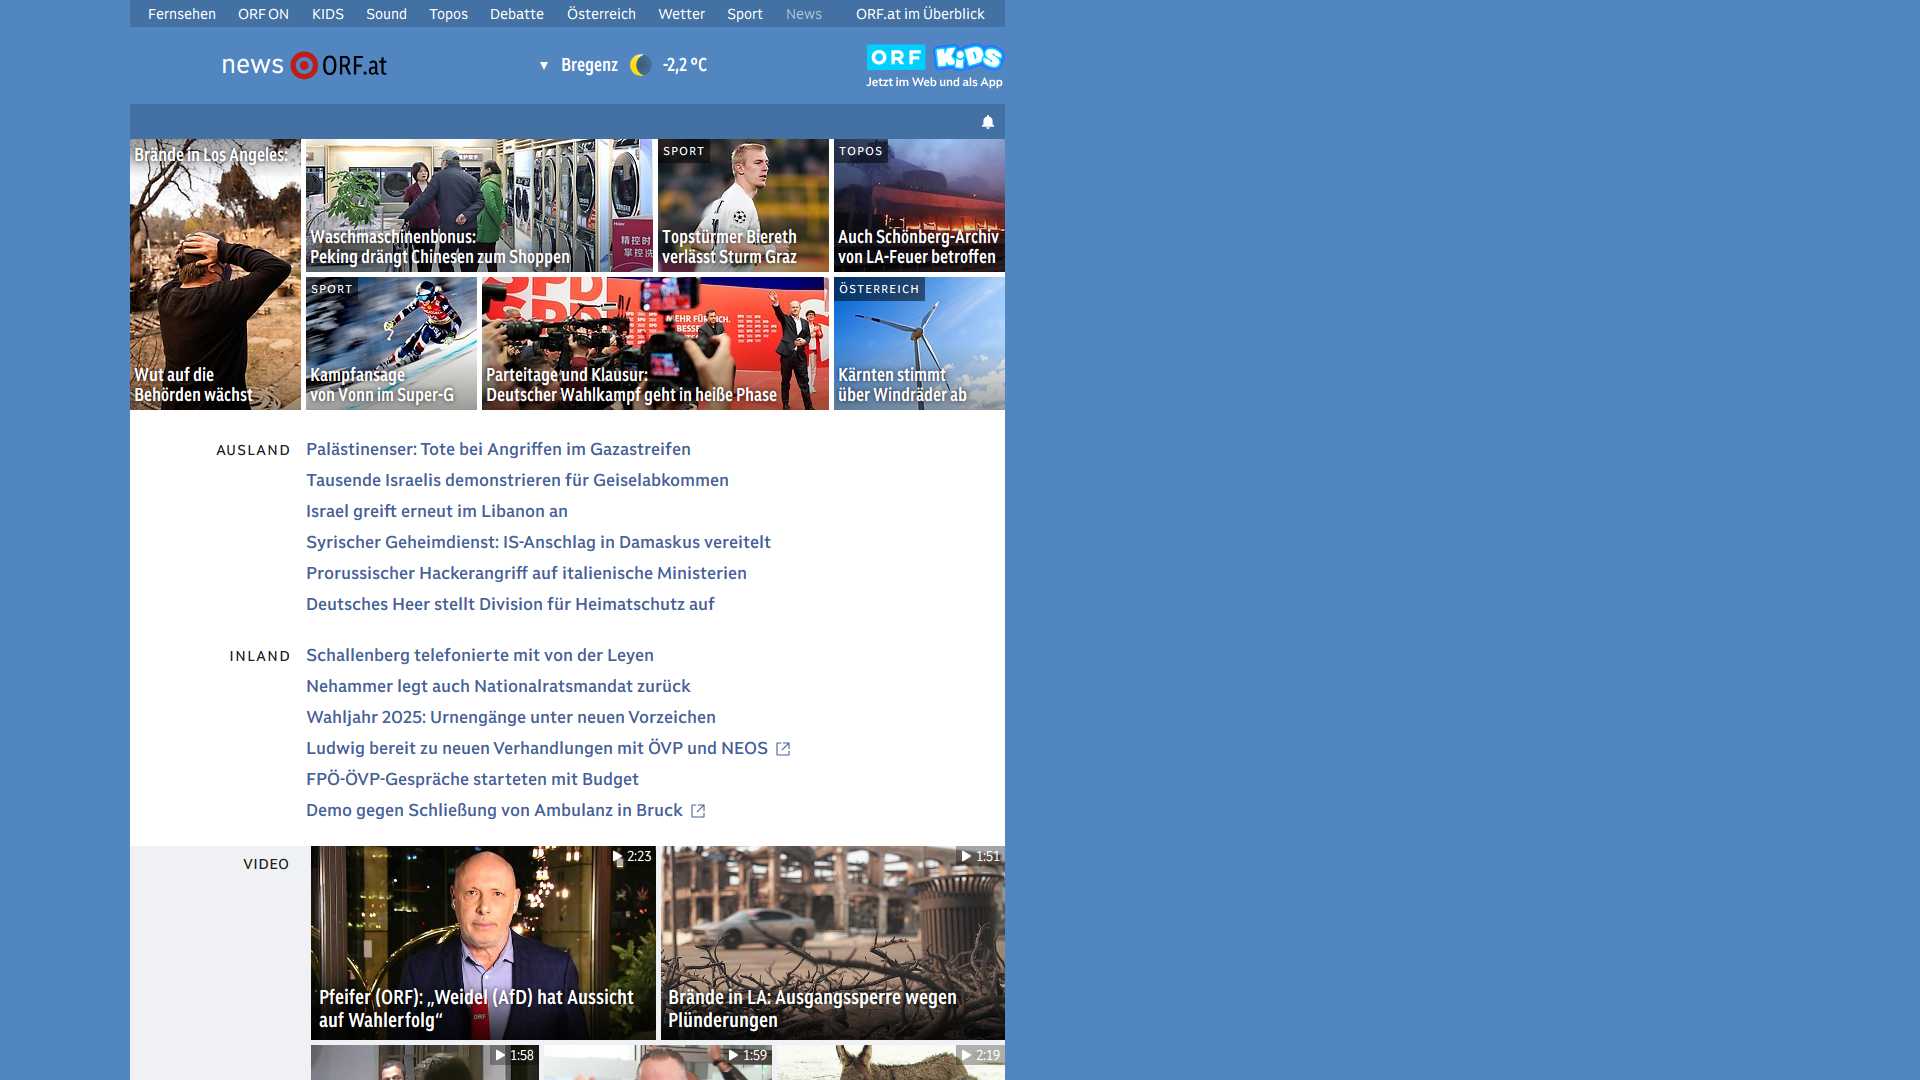 Fernsehen ORF ON KIDS Sound Topos Debatte Österreich Wetter Sport News ORF.at im Überblick
news ORF.at
Bregenz -2,2 °C
ORF KiDS
Jetzt im Web und als App
Brände in Los Angeles:
Wut auf die
Behörden wächst
Waschmaschinenbonus:
Peking drängt Chinesen zum Shoppen
SPORT
Topstürmer Biereth
verlässt Sturm Graz
TOPOS
Auch Schönberg-Archiv
von LA-Feuer betroffen
SPORT
Kampfansage
von Vonn im Super-G
Parteitage und Klausur:
Deutscher Wahlkampf geht in heiße Phase
ÖSTERREICH
Kärnten stimmt
über Windräder ab
AUSLAND
Palästinenser: Tote bei Angriffen im Gazastreifen
Tausende Israelis demonstrieren für Geiselabkommen
Israel greift erneut im Libanon an
Syrischer Geheimdienst: IS-Anschlag in Damaskus vereitelt
Prorussischer Hackerangriff auf italienische Ministerien
Deutsches Heer stellt Division für Heimatschutz auf
INLAND
Schallenberg telefonierte mit von der Leyen
Nehammer legt auch Nationalratsmandat zurück
Wahljahr 2025: Urnengänge unter neuen Vorzeichen
Ludwig bereit zu neuen Verhandlungen mit ÖVP und NEOS
FPÖ-ÖVP-Gespräche starteten mit Budget
Demo gegen Schließung von Ambulanz in Bruck
VIDEO
2:23
Pfeifer (ORF): „Weidel (AfD) hat Aussicht
auf Wahlerfolg“
1:51
Brände in LA: Ausgangssperre wegen
Plünderungen
1:58
1:59
2:19